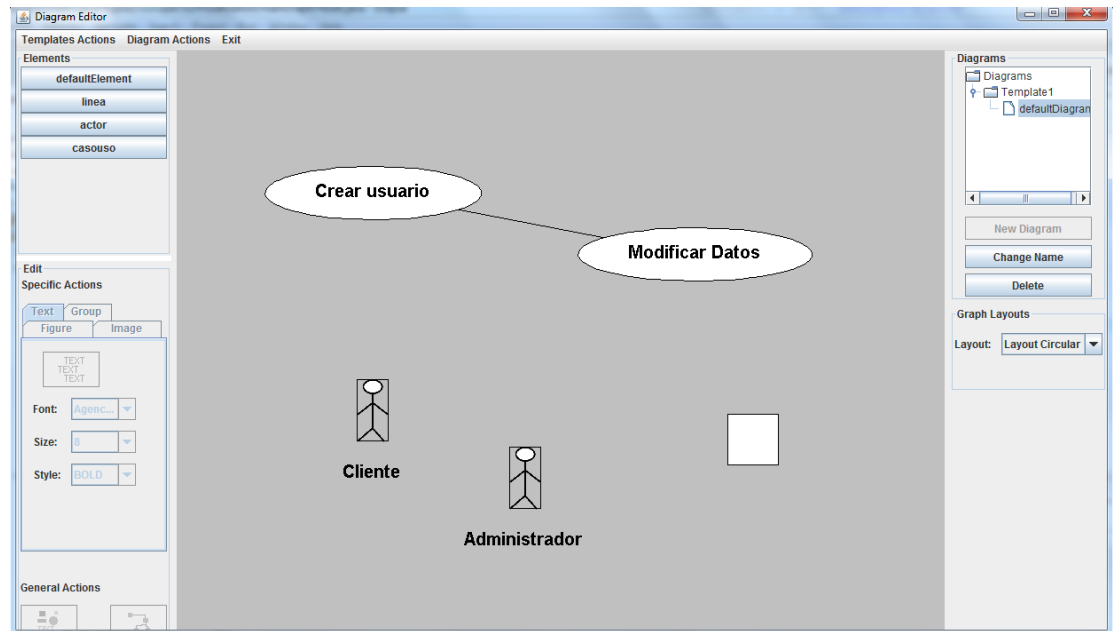 Diagram Editor
Templates Actions Diagram Actions Exit
Elements
defaultElement
linea
actor
casouso
Edit
Specific Actions
Text Group
Figure Image
TEXT
TEXT
TEXT
Font: Agenc...
Size: 8
Style: BOLD
General Actions
Crear usuario
Modificar Datos
Cliente
Administrador
Diagrams
Diagrams
Template1
defaultDiagran
New Diagram
Change Name
Delete
Graph Layouts
Layout: Layout Circular